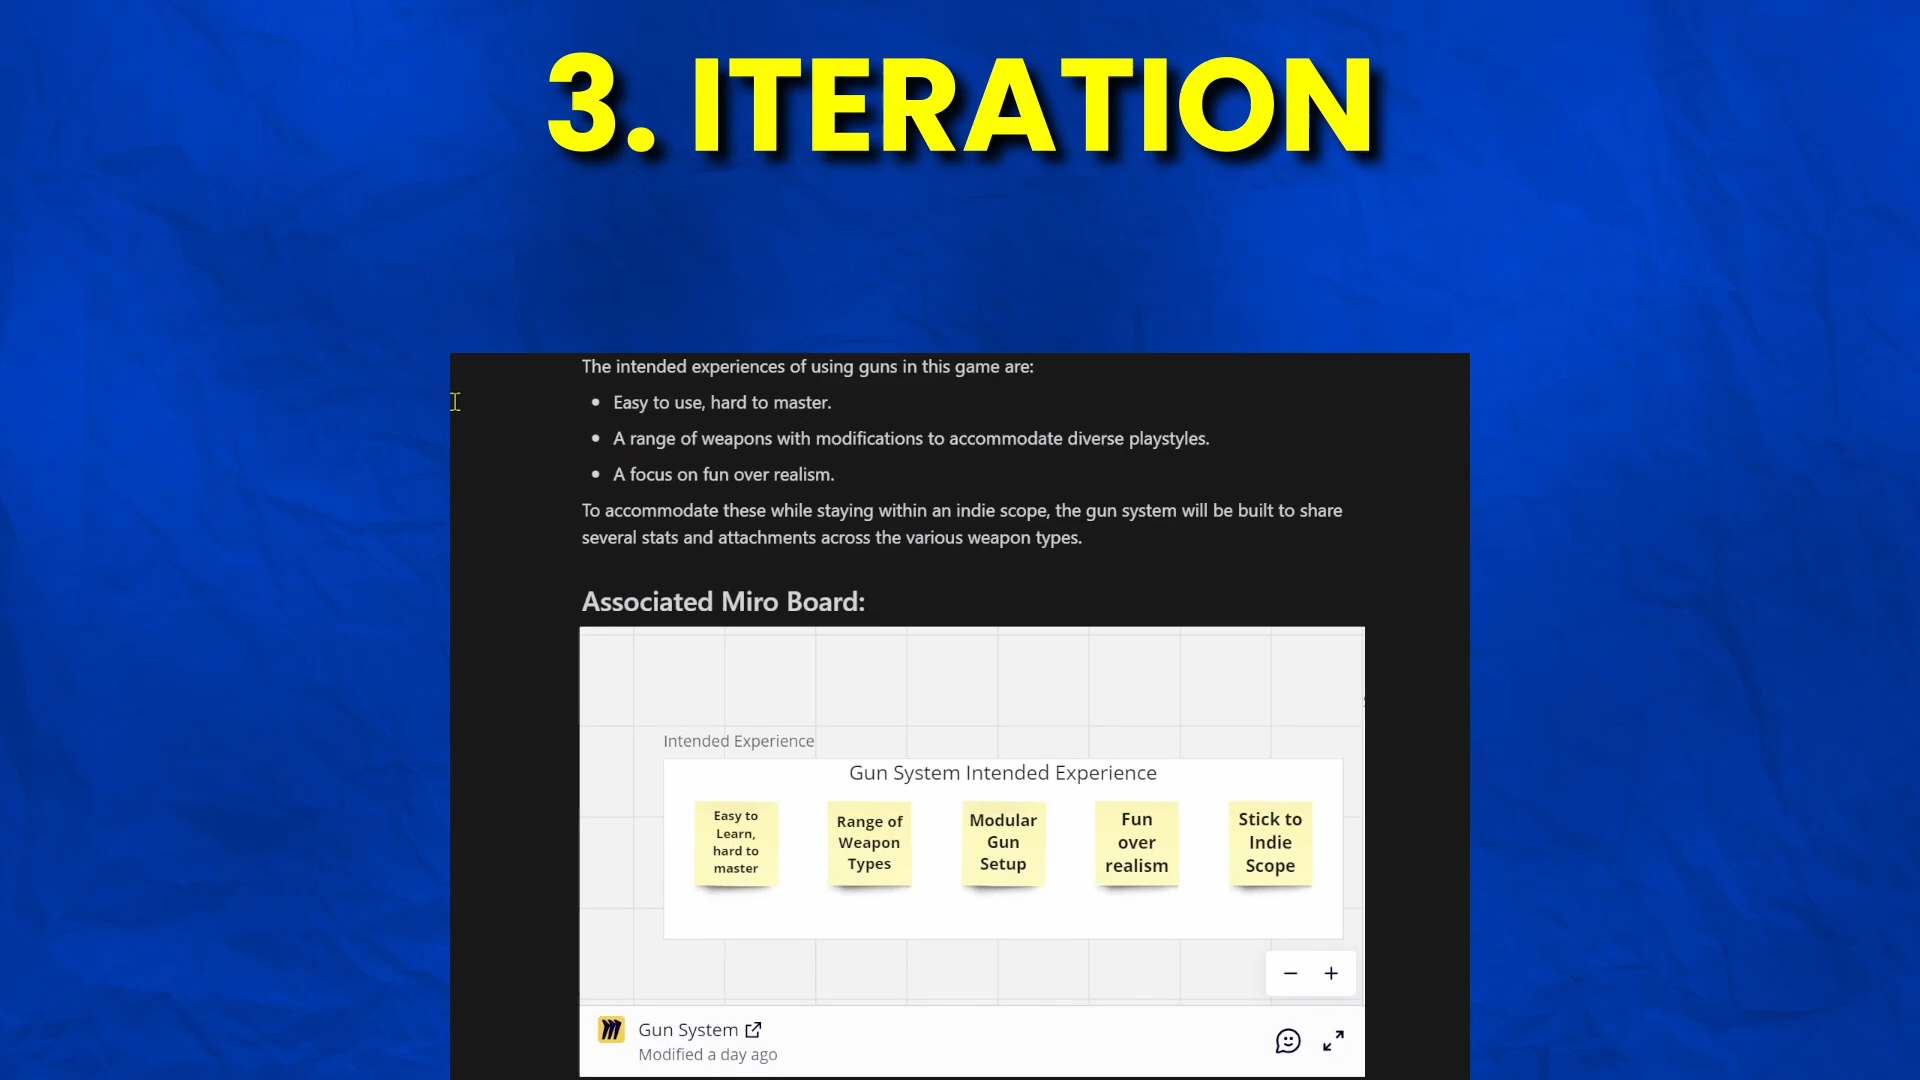 3. ITERATION
The intended experiences of using guns in this game are:
• Easy to use, hard to master.
• A range of weapons with modifications to accommodate diverse playstyles.
• A focus on fun over realism.
To accommodate these while staying within an indie scope, the gun system will be built to share
several stats and attachments across the various weapon types.
Associated Miro Board:
Intended Experience
Gun System Intended Experience
Easy to
Learn,
hard to
master
Range of
Weapon
Types
Modular
Gun
Setup
Fun
over
realism
Stick to
Indie
Scope
Gun System
Modified a day ago